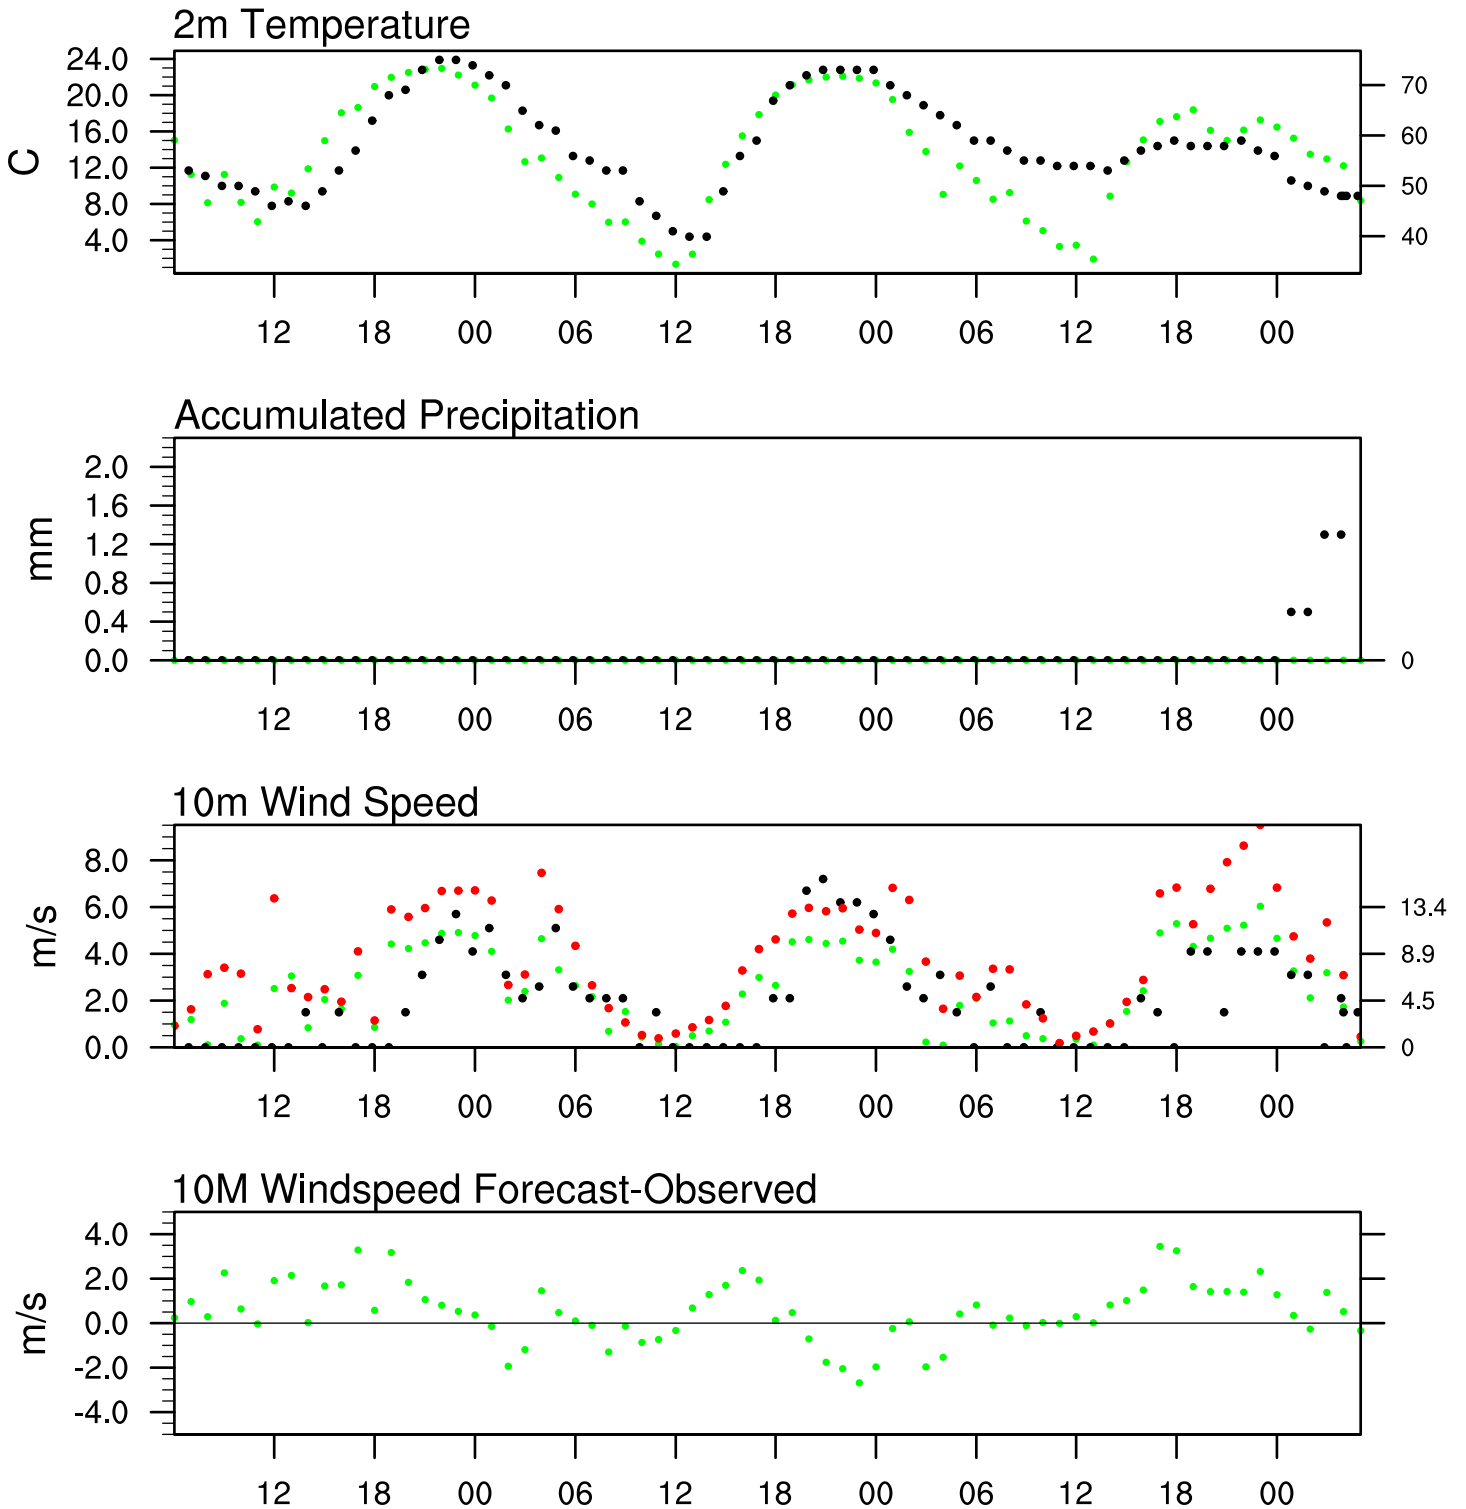 2m Temperature
24.0
20.0
16.0
12.0
8.0
4.0
C
70
60
50
40
12 18 00 06 12 18 00 06 12 18 00
Accumulated Precipitation
2.0
1.6
1.2
0.8
0.4
0.0
mm
0
12 18 00 06 12 18 00 06 12 18 00
10m Wind Speed
8.0
6.0
4.0
2.0
0.0
m/s
13.4
8.9
4.5
0
12 18 00 06 12 18 00 06 12 18 00
10M Windspeed Forecast-Observed
4.0
2.0
0.0
-2.0
-4.0
m/s
12 18 00 06 12 18 00 06 12 18 00